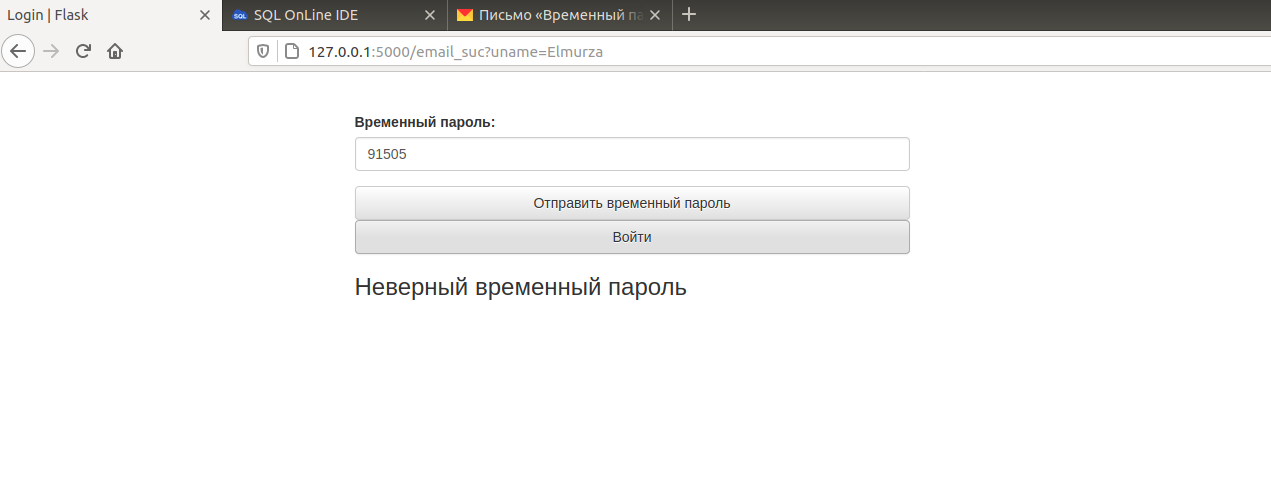 Login | Flask
SQL OnLine IDE
Письмо «Временный па
127.0.0.1:5000/email_suc?uname=Elmurza
Временный пароль:
91505
Отправить временный пароль
Войти
Неверный временный пароль